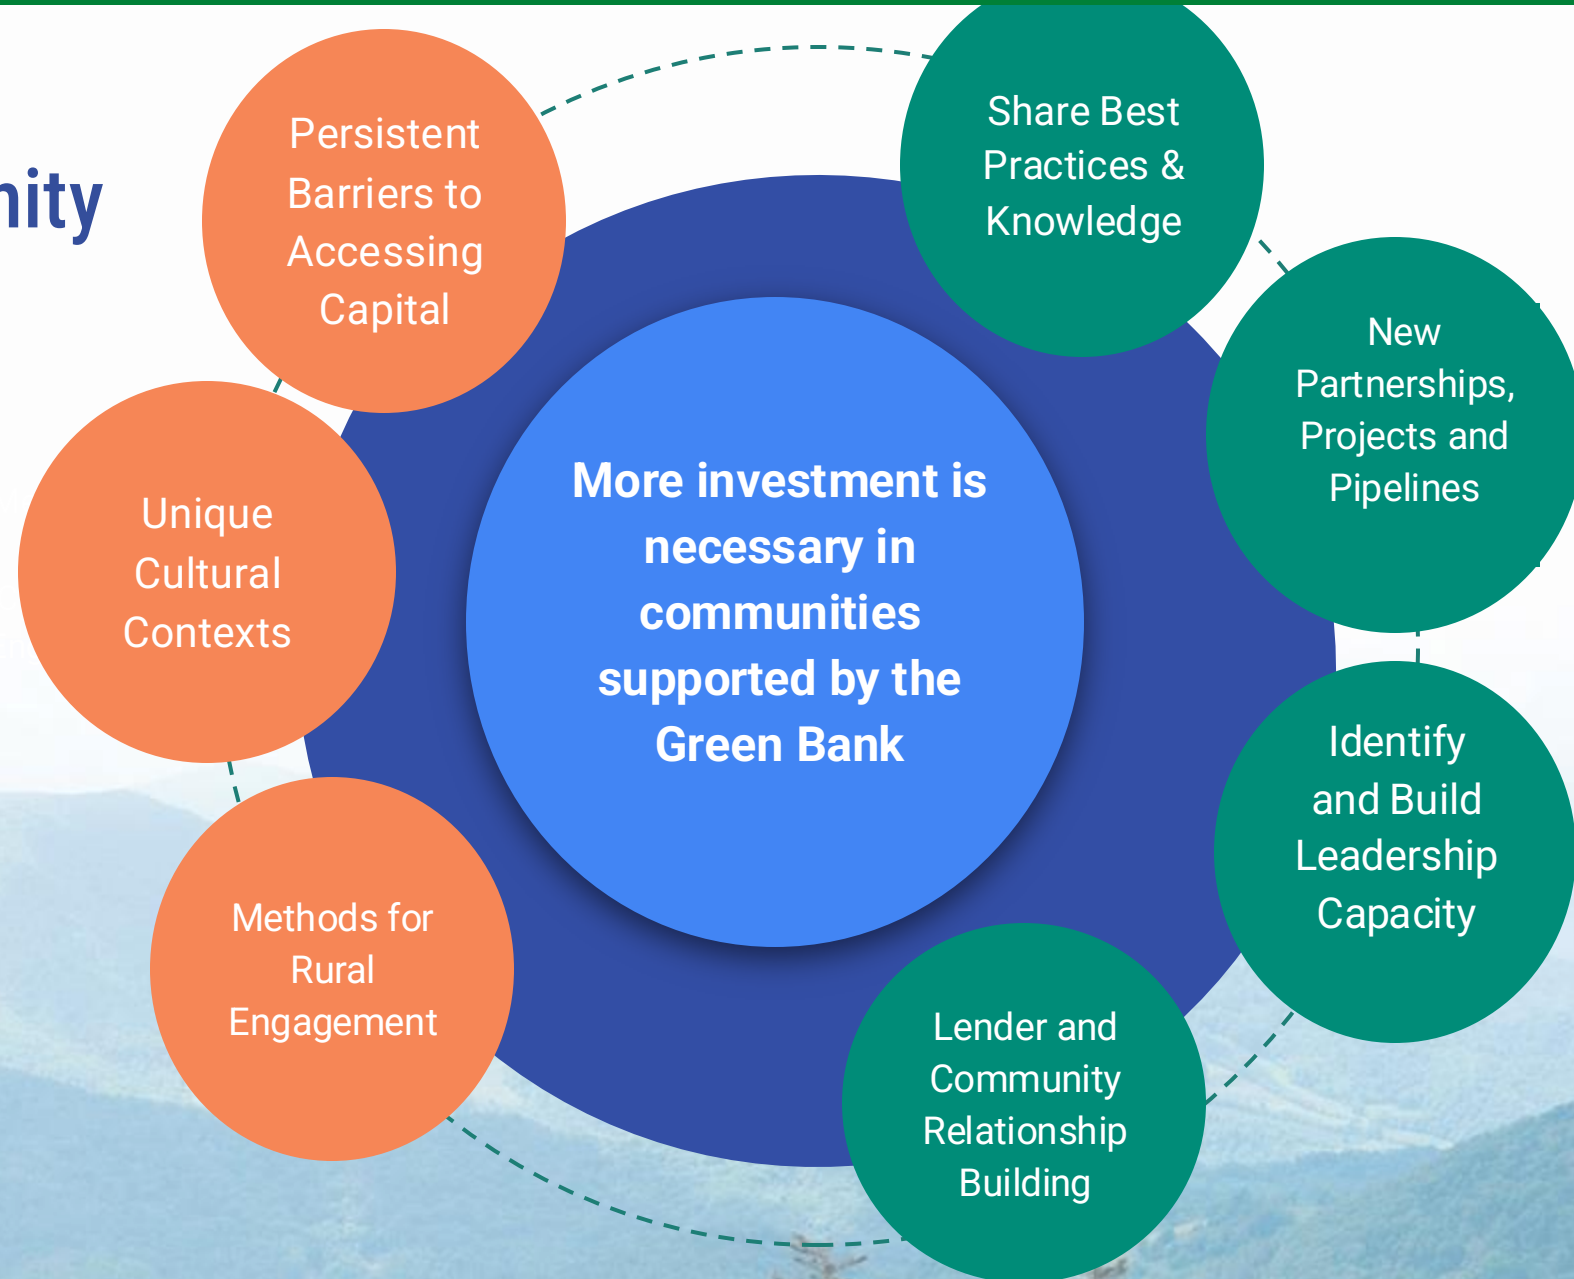 Persistent
Barriers to
Accessing
Capital
Unique
Cultural
Contexts
Methods for
Rural
Engagement
More investment is
necessary in
communities
supported by the
Green Bank
Share Best
Practices &
Knowledge
New
Partnerships,
Projects and
Pipelines
Identify
and Build
Leadership
Capacity
Lender and
Community
Relationship
Building